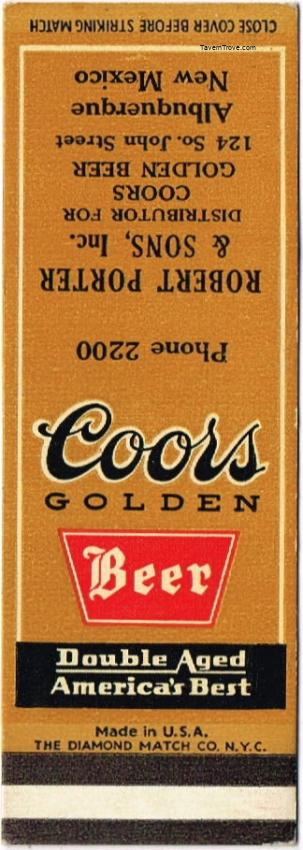 CLOSE COVER BEFORE STRIKING MATCH
TavernTrove.com
Phone 2200
ROBERT PORTER
& SONS, Inc.
DISTRIBUTOR FOR
COORS
GOLDEN BEER
124 So. John Street
Albuquerque
New Mexico
Coors
GOLDEN
Beer
Double Aged
America's Best
Made in U.S.A.
THE DIAMOND MATCH CO. N.Y.C.